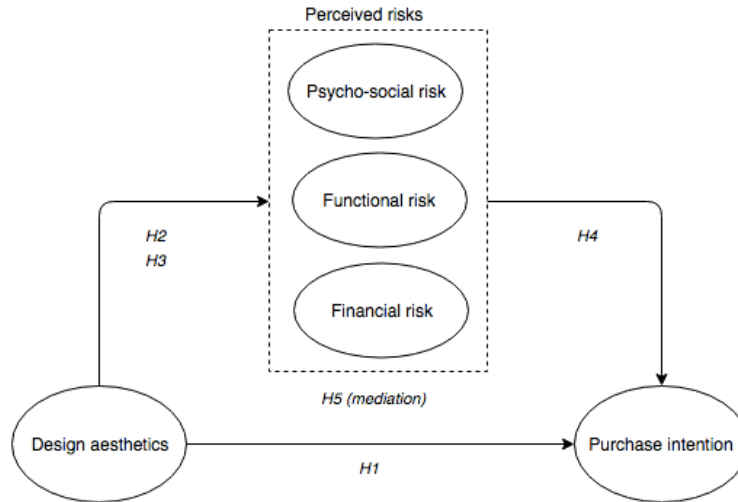 Perceived risks
Psycho-social risk
Functional risk
H2
H4
H3
Financial risk
H5 (mediation)
Design aesthetics
Purchase intention
H1